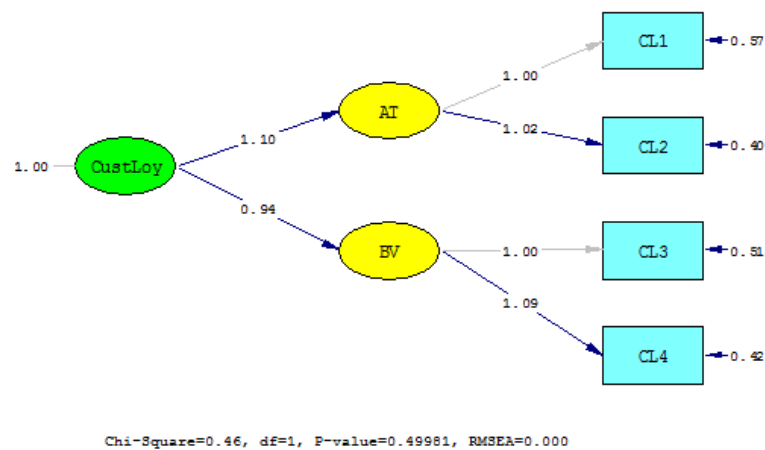 CL1
0.57
1.00
AT
1.02
CL2
0.40
1.10
1.00
CustLoy
0.94
BV
1.00
CL3
0.51
1.09
CL4
0.42
Chi-Square=0.46, df=1, P-value=0.49981, RMSEA=0.000